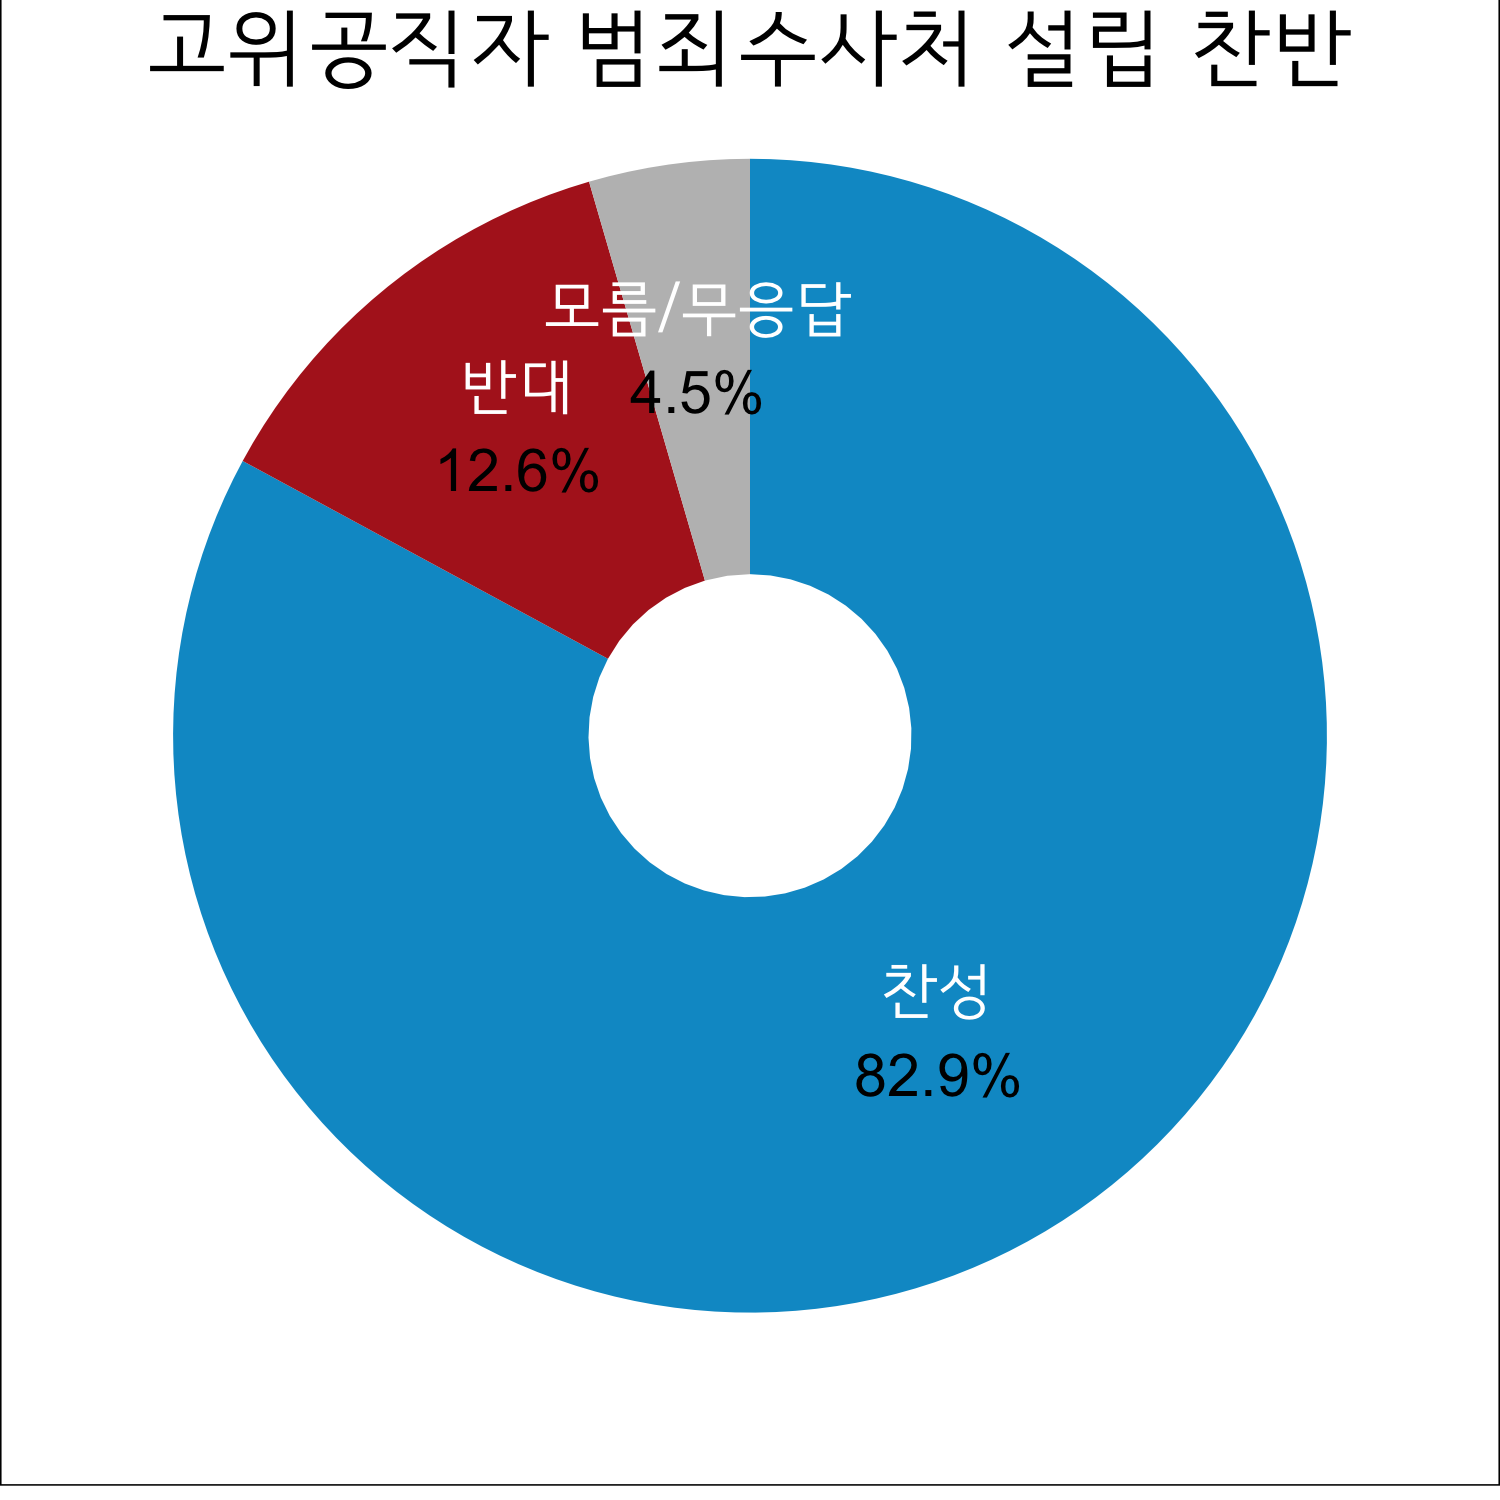 고위공직자 범죄수사처 설립 찬반
모름/무응답
4.5%
반대
12.6%
찬성
82.9%